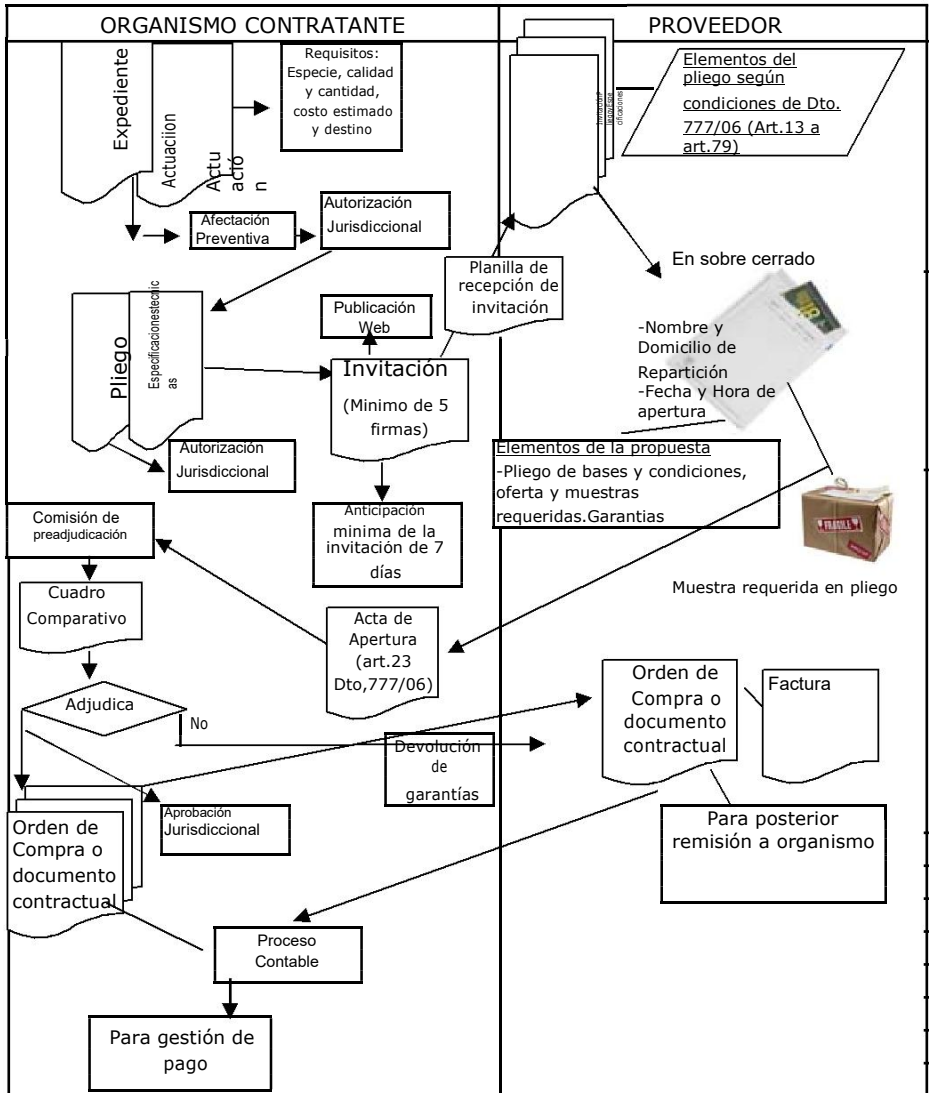 ORGANISMO CONTRATANTE
PROVEEDOR
Expediente
Actuaciion
Actu
ació
n
Requisitos:
Especie, calidad
y cantidad,
costo estimado
y destino
Elementos del
pliego según
condiciones de Dto.
777/06 (Art.13 a
art.79)
Afectación
Preventiva
Autorización
Jurisdiccional
Planilla de
recepción de
invitación
En sobre cerrado
-Nombre y
Domicilio de
Repartición
-Fecha y Hora de
apertura
Pliego
Especificacionestecnic
as
Publicación
Web
Invitación
(Minimo de 5
firmas)
Autorización
Jurisdiccional
Elementos de la propuesta
-Pliego de bases y condiciones,
oferta y muestras
requeridas.Garantias
FRAGILE
Muestra requerida en pliego
Anticipación
minima de la
invitación de 7
días
Comisión de
preadjudicación
Cuadro
Comparativo
Acta de
Apertura
(art.23
Dto,777/06)
Adjudica
No
Devolución
de
garantías
Orden de
Compra o
documento
contractual
Factura
Aprobación
Jurisdiccional
Orden de
Compra o
documento
contractual
Para posterior
remisión a organismo
Proceso
Contable
Para gestión de
pago